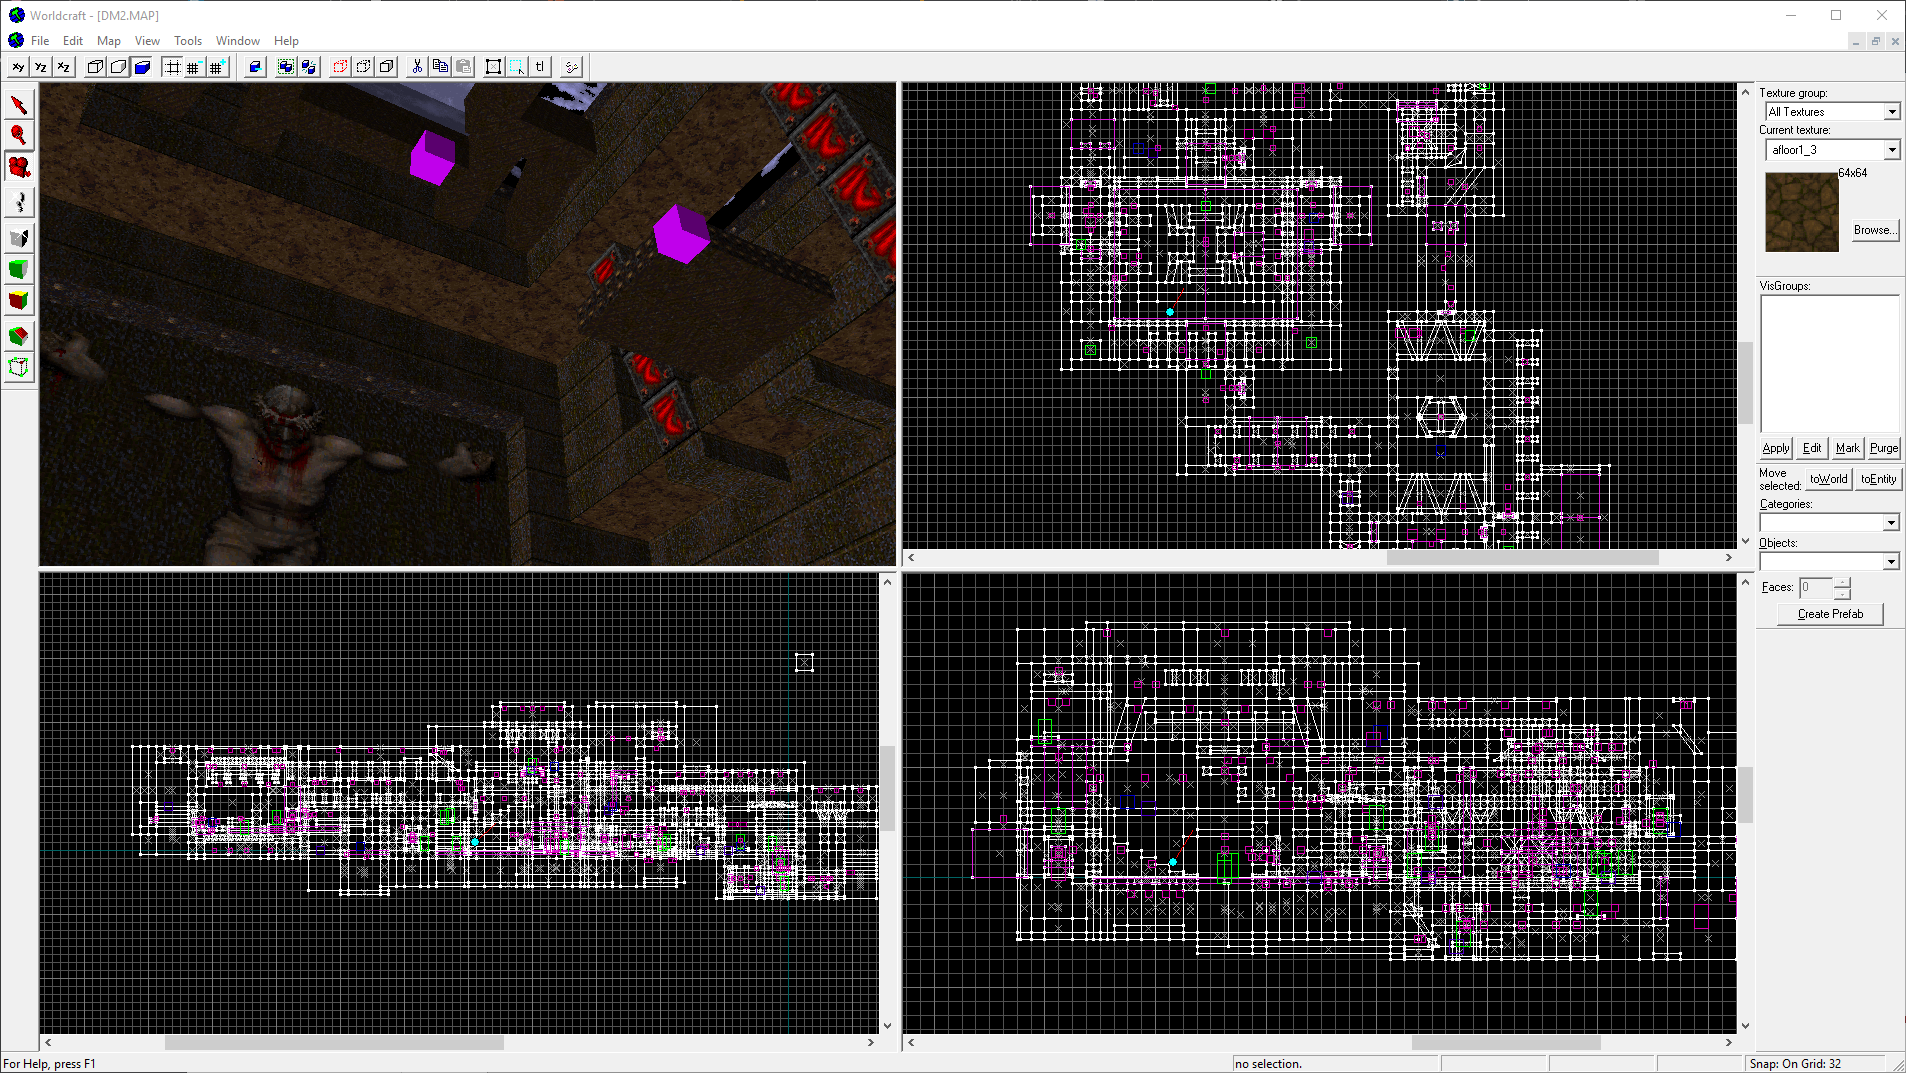 Worldcraft - [DM2.MAP]
File Edit Map View Tools Window Help
xy yz xz tl
Texture group:
All Textures
Current texture:
afloor1_3
64x64
Browse...
VisGroups:
Apply Edit Mark Purge
Move selected: toWorld toEntity
Categories:
Objects:
Faces: 0
Create Prefab
For Help, press F1 no selection. Snap: On Grid: 32